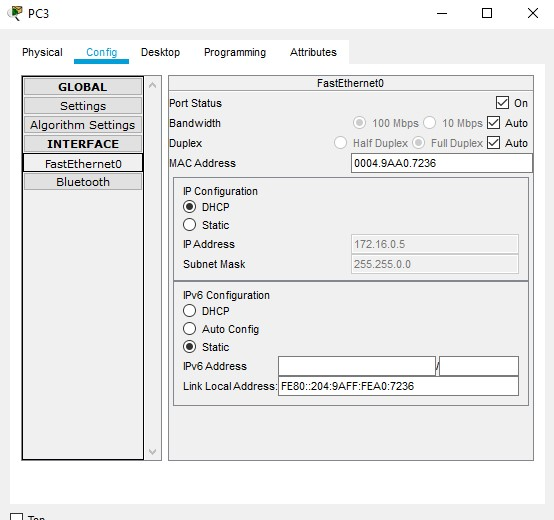 PC3
Physical Config Desktop Programming Attributes
GLOBAL
Settings
Algorithm Settings
INTERFACE
FastEthernet0
Bluetooth
FastEthernet0
Port Status On
Bandwidth 100 Mbps 10 Mbps Auto
Duplex Half Duplex Full Duplex Auto
MAC Address 0004.9AA0.7236
IP Configuration
DHCP
Static
IP Address 172.16.0.5
Subnet Mask 255.255.0.0
IPv6 Configuration
DHCP
Auto Config
Static
IPv6 Address /
Link Local Address: FE80::204:9AFF:FEA0:7236
Top